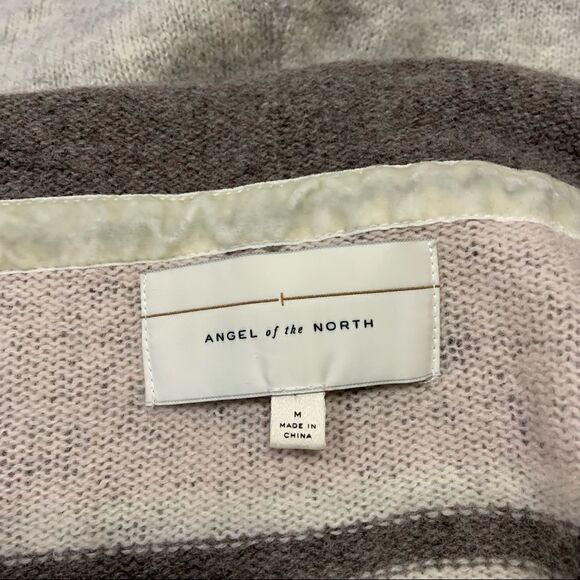 ANGEL of the NORTH
M
MADE IN
CHINA